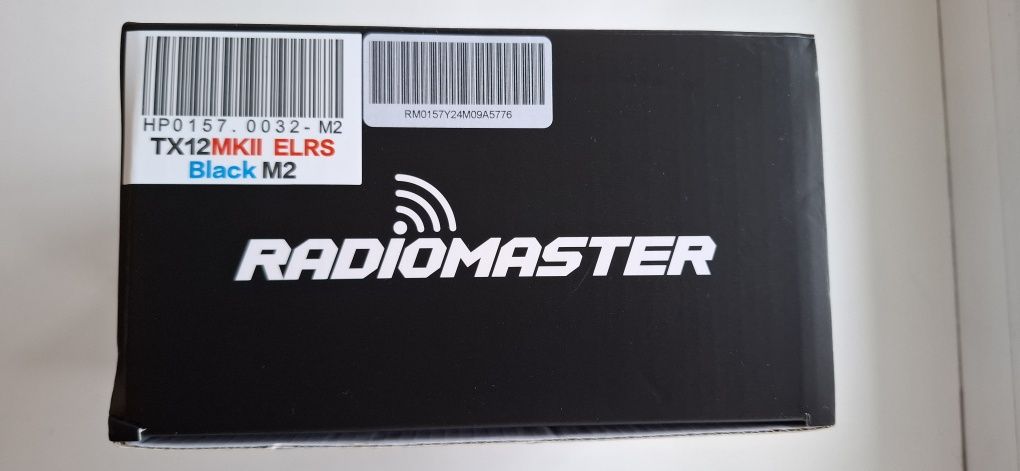 HP0157.0032-M2
TX12MKII ELRS
Black M2
RM0157Y24M09A5776
RADIOMASTER